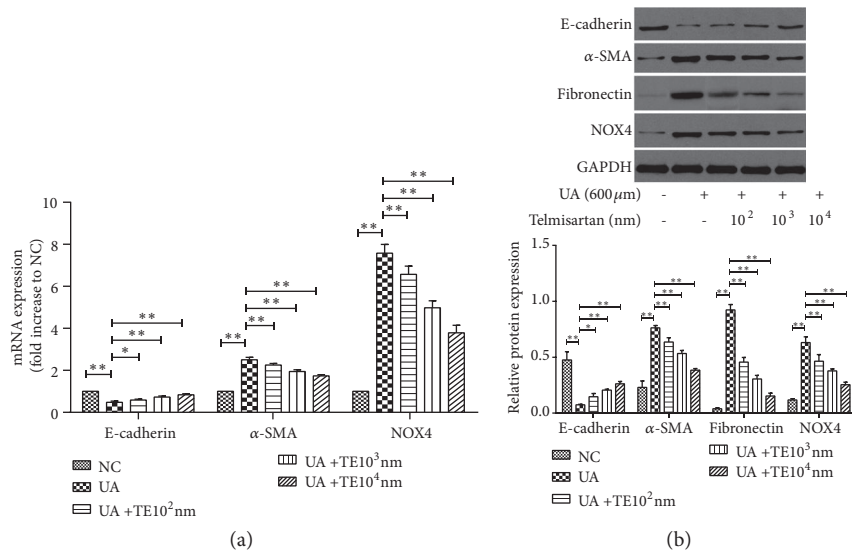 10
8
6
4
2
0
mRNA expression
(fold increase to NC)
** * ** **
** ** ** **
** ** ** **
E-cadherin α-SMA NOX4
NC
UA
UA +TE10²nm
UA +TE10³nm
UA +TE10⁴nm
(a)
E-cadherin
α-SMA
Fibronectin
NOX4
GAPDH
UA (600μm) - + + + +
Telmisartan (nm) - - 10² 10³ 10⁴
1.5
1.0
0.5
0.0
Relative protein expression
** * ** **
** ** ** **
** ** ** **
** ** ** **
E-cadherin α-SMA Fibronectin NOX4
NC
UA
UA +TE10²nm
UA +TE10³nm
UA +TE10⁴nm
(b)